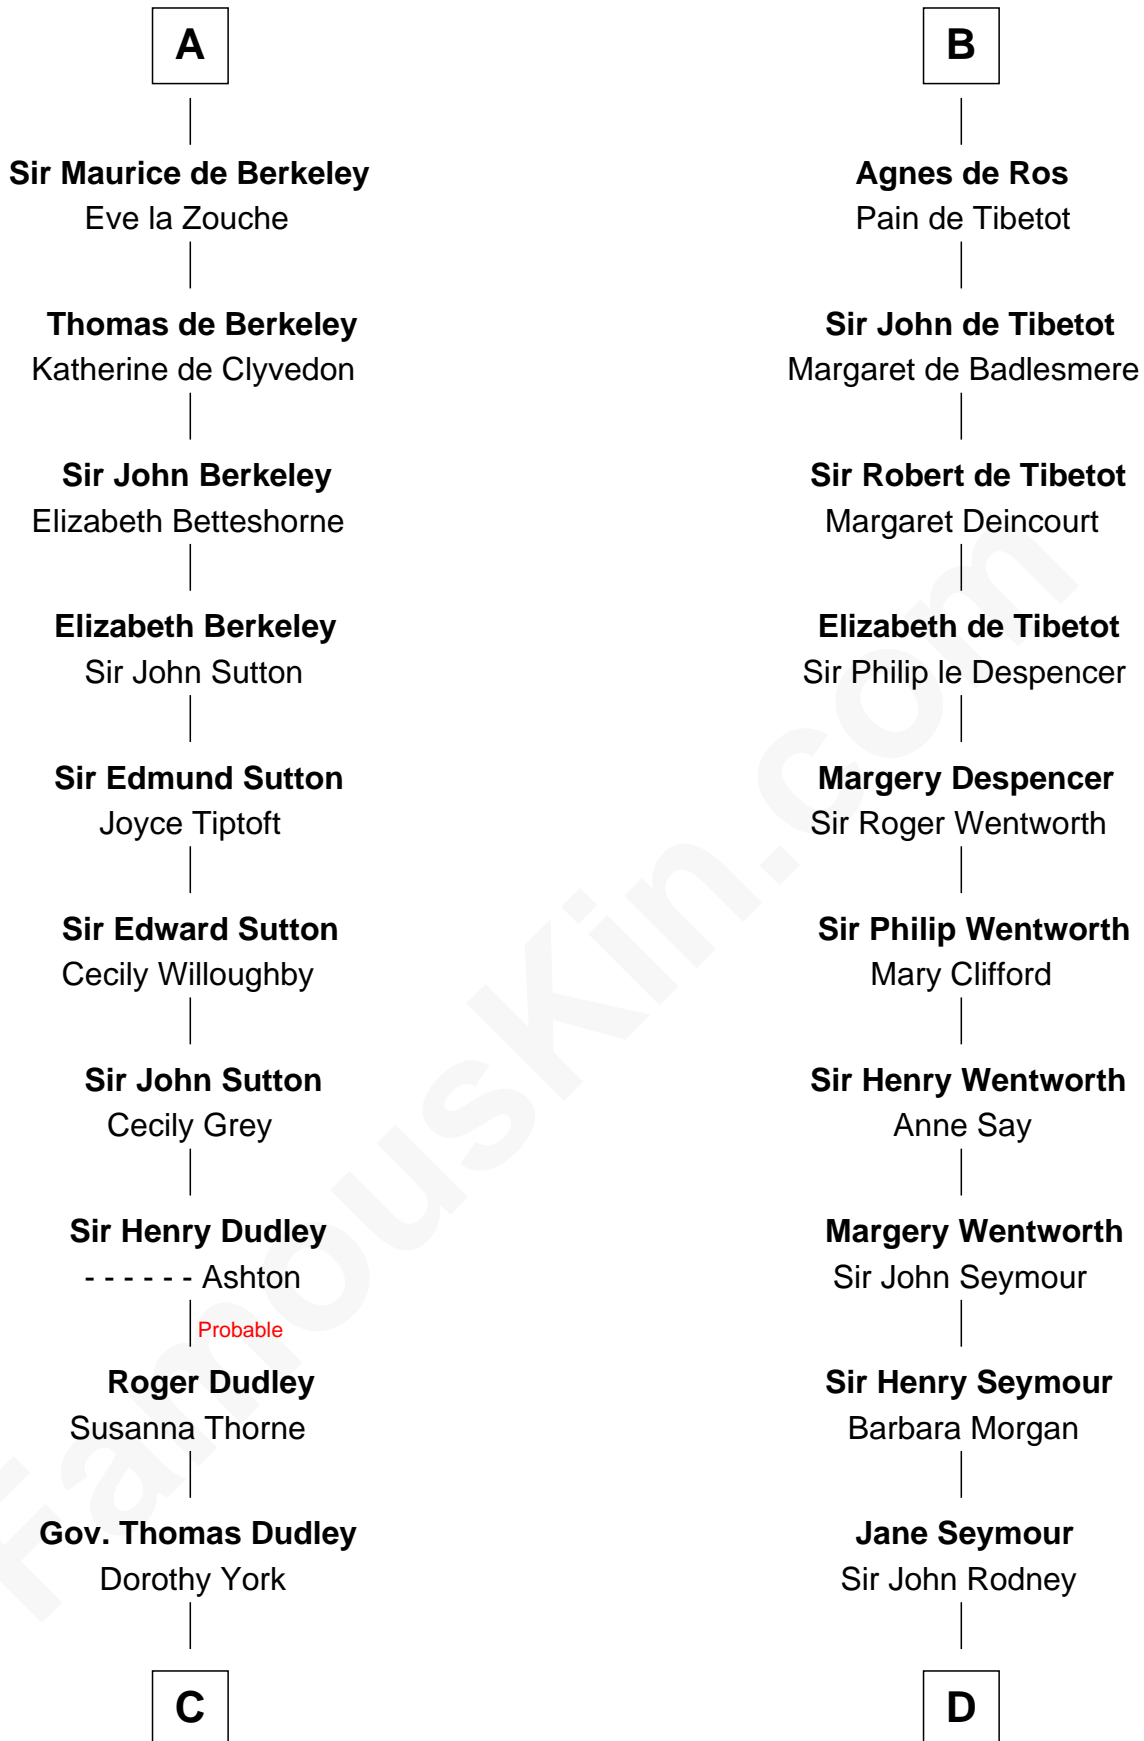 A
Sir Maurice de Berkeley
Eve la Zouche
Thomas de Berkeley
Katherine de Clyvedon
Sir John Berkeley
Elizabeth Betteshorne
Elizabeth Berkeley
Sir John Sutton
Sir Edmund Sutton
Joyce Tiptoft
Sir Edward Sutton
Cecily Willoughby
Sir John Sutton
Cecily Grey
Sir Henry Dudley
- - - - - - Ashton
Probable
Roger Dudley
Susanna Thorne
Gov. Thomas Dudley
Dorothy York
C
B
Agnes de Ros
Pain de Tibetot
Sir John de Tibetot
Margaret de Badlesmere
Sir Robert de Tibetot
Margaret Deincourt
Elizabeth de Tibetot
Sir Philip le Despencer
Margery Despencer
Sir Roger Wentworth
Sir Philip Wentworth
Mary Clifford
Sir Henry Wentworth
Anne Say
Margery Wentworth
Sir John Seymour
Sir Henry Seymour
Barbara Morgan
Jane Seymour
Sir John Rodney
D
FamousKin.com